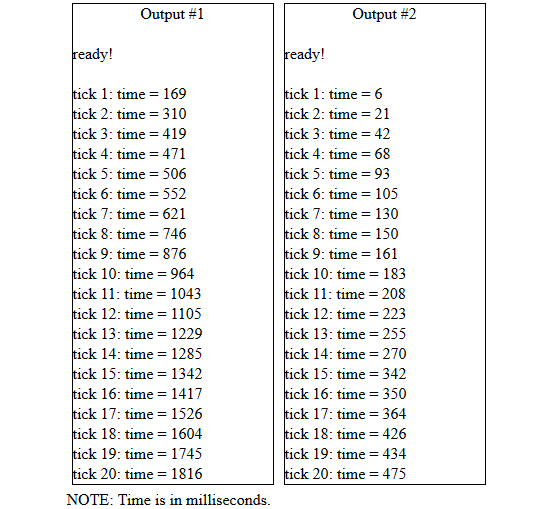 Output #1
ready!
tick 1: time = 169
tick 2: time = 310
tick 3: time = 419
tick 4: time = 471
tick 5: time = 506
tick 6: time = 552
tick 7: time = 621
tick 8: time = 746
tick 9: time = 876
tick 10: time = 964
tick 11: time = 1043
tick 12: time = 1105
tick 13: time = 1229
tick 14: time = 1285
tick 15: time = 1342
tick 16: time = 1417
tick 17: time = 1526
tick 18: time = 1604
tick 19: time = 1745
tick 20: time = 1816
Output #2
ready!
tick 1: time = 6
tick 2: time = 21
tick 3: time = 42
tick 4: time = 68
tick 5: time = 93
tick 6: time = 105
tick 7: time = 130
tick 8: time = 150
tick 9: time = 161
tick 10: time = 183
tick 11: time = 208
tick 12: time = 223
tick 13: time = 255
tick 14: time = 270
tick 15: time = 342
tick 16: time = 350
tick 17: time = 364
tick 18: time = 426
tick 19: time = 434
tick 20: time = 475
NOTE: Time is in milliseconds.